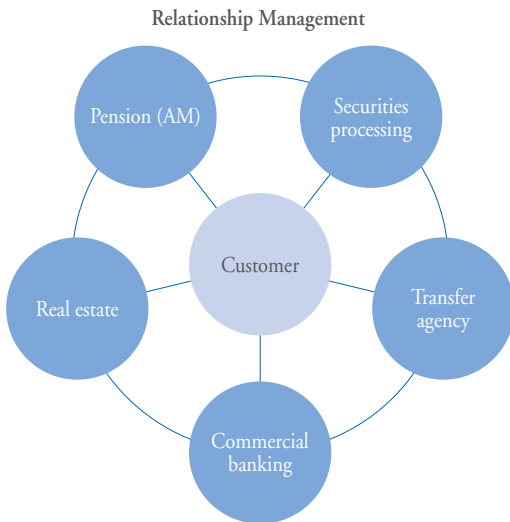 Relationship Management
Pension (AM)
Securities
processing
Customer
Real estate
Transfer
agency
Commercial
banking